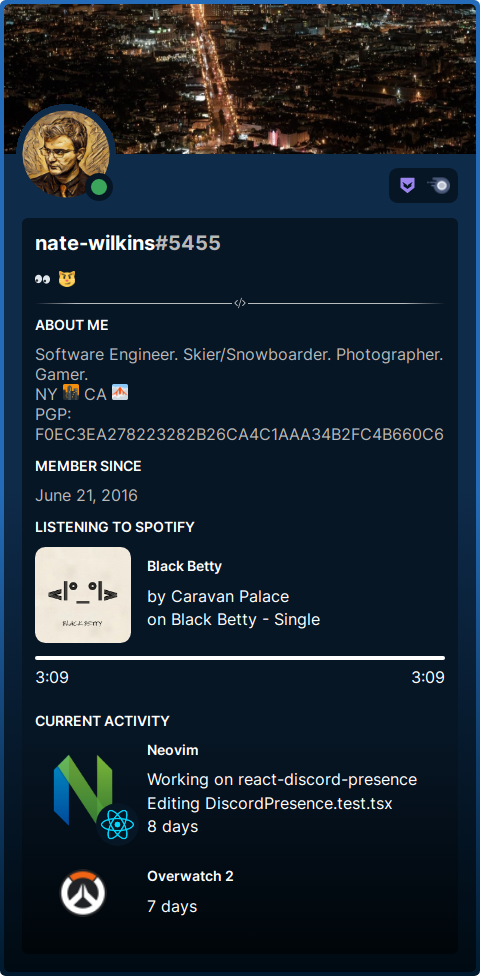 nate-wilkins#5455
👀 😼
</>
ABOUT ME
Software Engineer. Skier/Snowboarder. Photographer.
Gamer.
NY 🌆 CA 🏔
PGP:
F0EC3EA278223282B26CA4C1AAA34B2FC4B660C6
MEMBER SINCE
June 21, 2016
LISTENING TO SPOTIFY
<|°_°|>
BLACK BETTY
Black Betty
by Caravan Palace
on Black Betty - Single
3:09 3:09
CURRENT ACTIVITY
Neovim
Working on react-discord-presence
Editing DiscordPresence.test.tsx
8 days
Overwatch 2
7 days